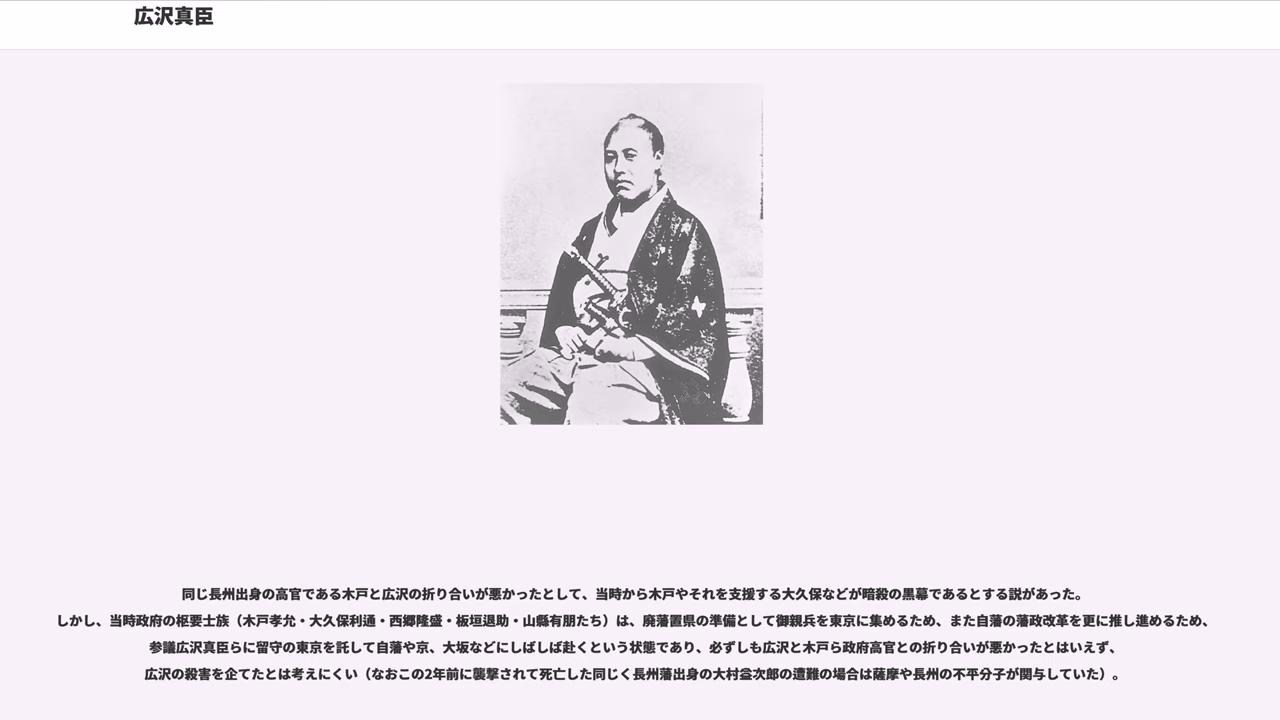 広沢真臣
同じ長州出身の高官である木戸と広沢の折り合いが悪かったとして、当時から木戸やそれを支援する大久保などが暗殺の黒幕であるとする説があった。
しかし、当時政府の枢要士族（木戸孝允・大久保利通・西郷隆盛・板垣退助・山縣有朋たち）は、廃藩置県の準備として御親兵を東京に集めるため、また自藩の藩政改革を更に推し進めるため、
参議広沢真臣らに留守の東京を託して自藩や京、大坂などにしばしば赴くという状態であり、必ずしも広沢と木戸ら政府高官との折り合いが悪かったとはいえず、
広沢の殺害を企てたとは考えにくい（なおこの2年前に襲撃されて死亡した同じく長州藩出身の大村益次郎の遭難の場合は薩摩や長州の不平分子が関与していた）。